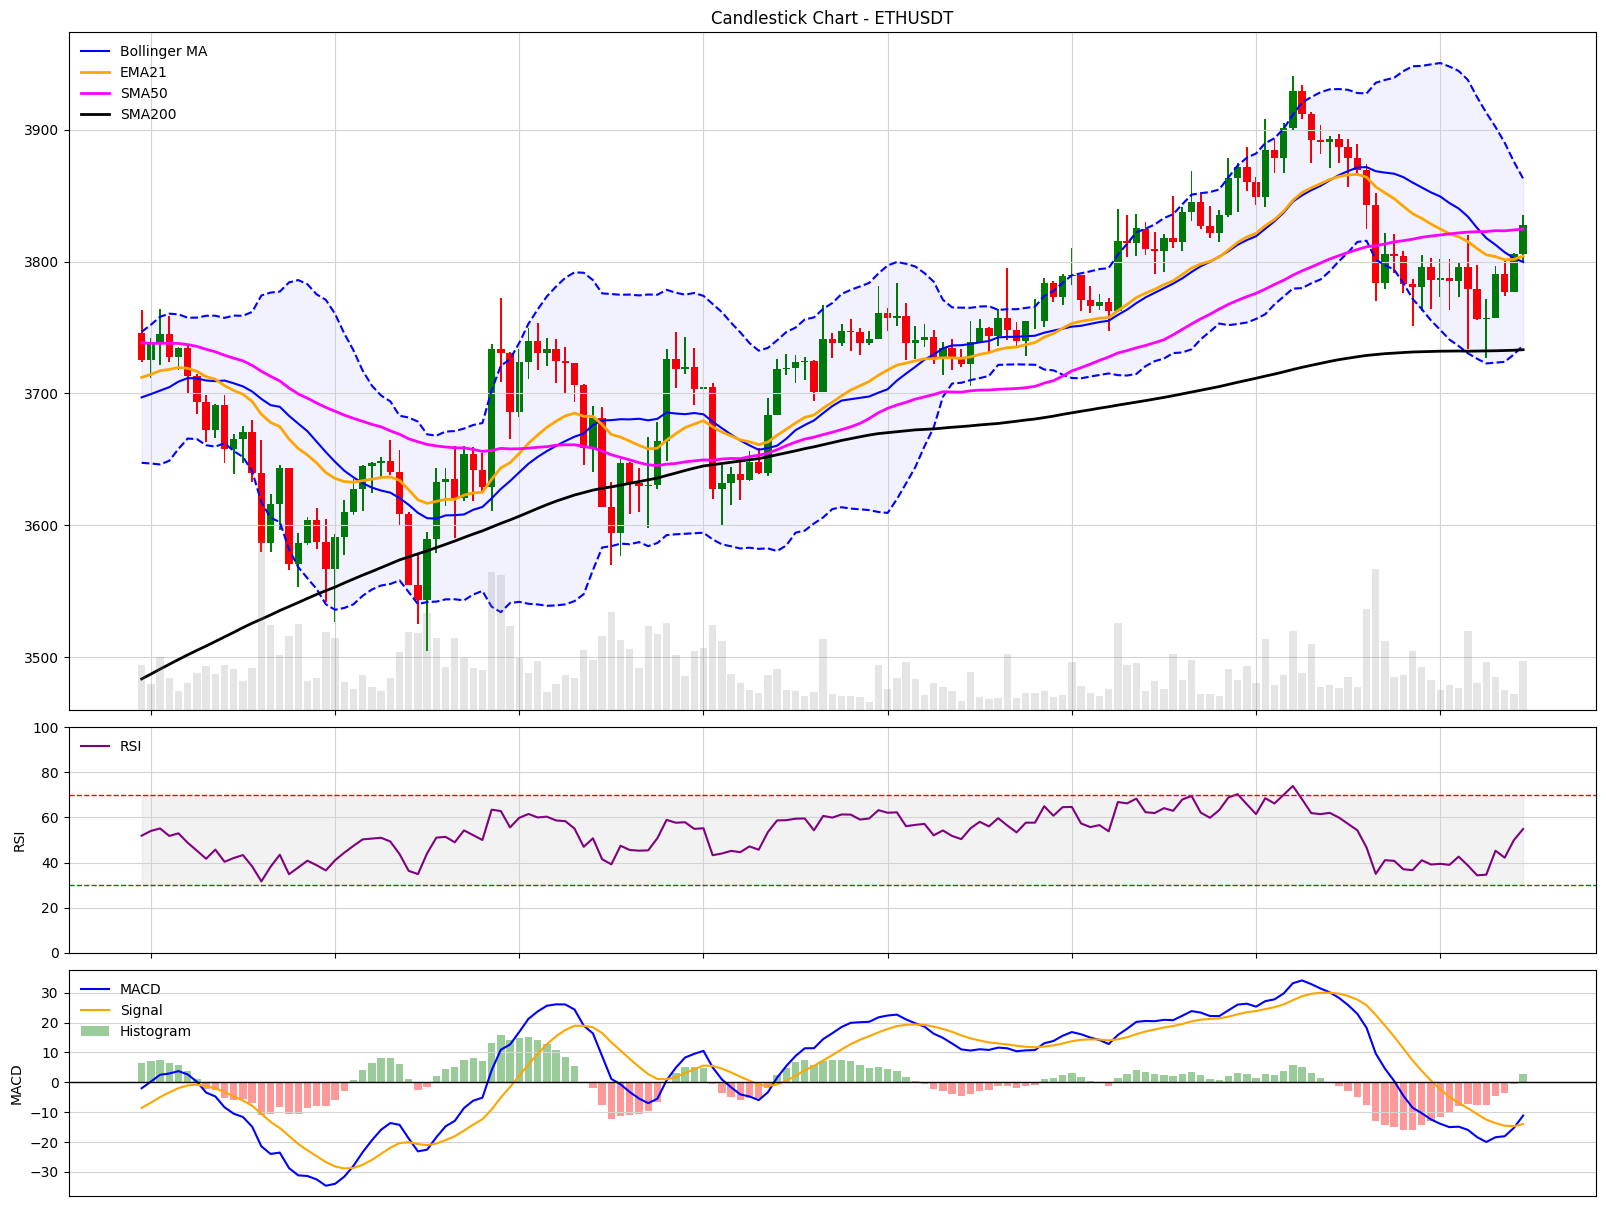 Candlestick Chart - ETHUSDT
Bollinger MA
EMA21
SMA50
SMA200
3900
3800
3700
3600
3500
RSI
100
80
60
40
20
0
RSI
MACD
Signal
Histogram
30
20
10
0
−10
−20
−30
MACD